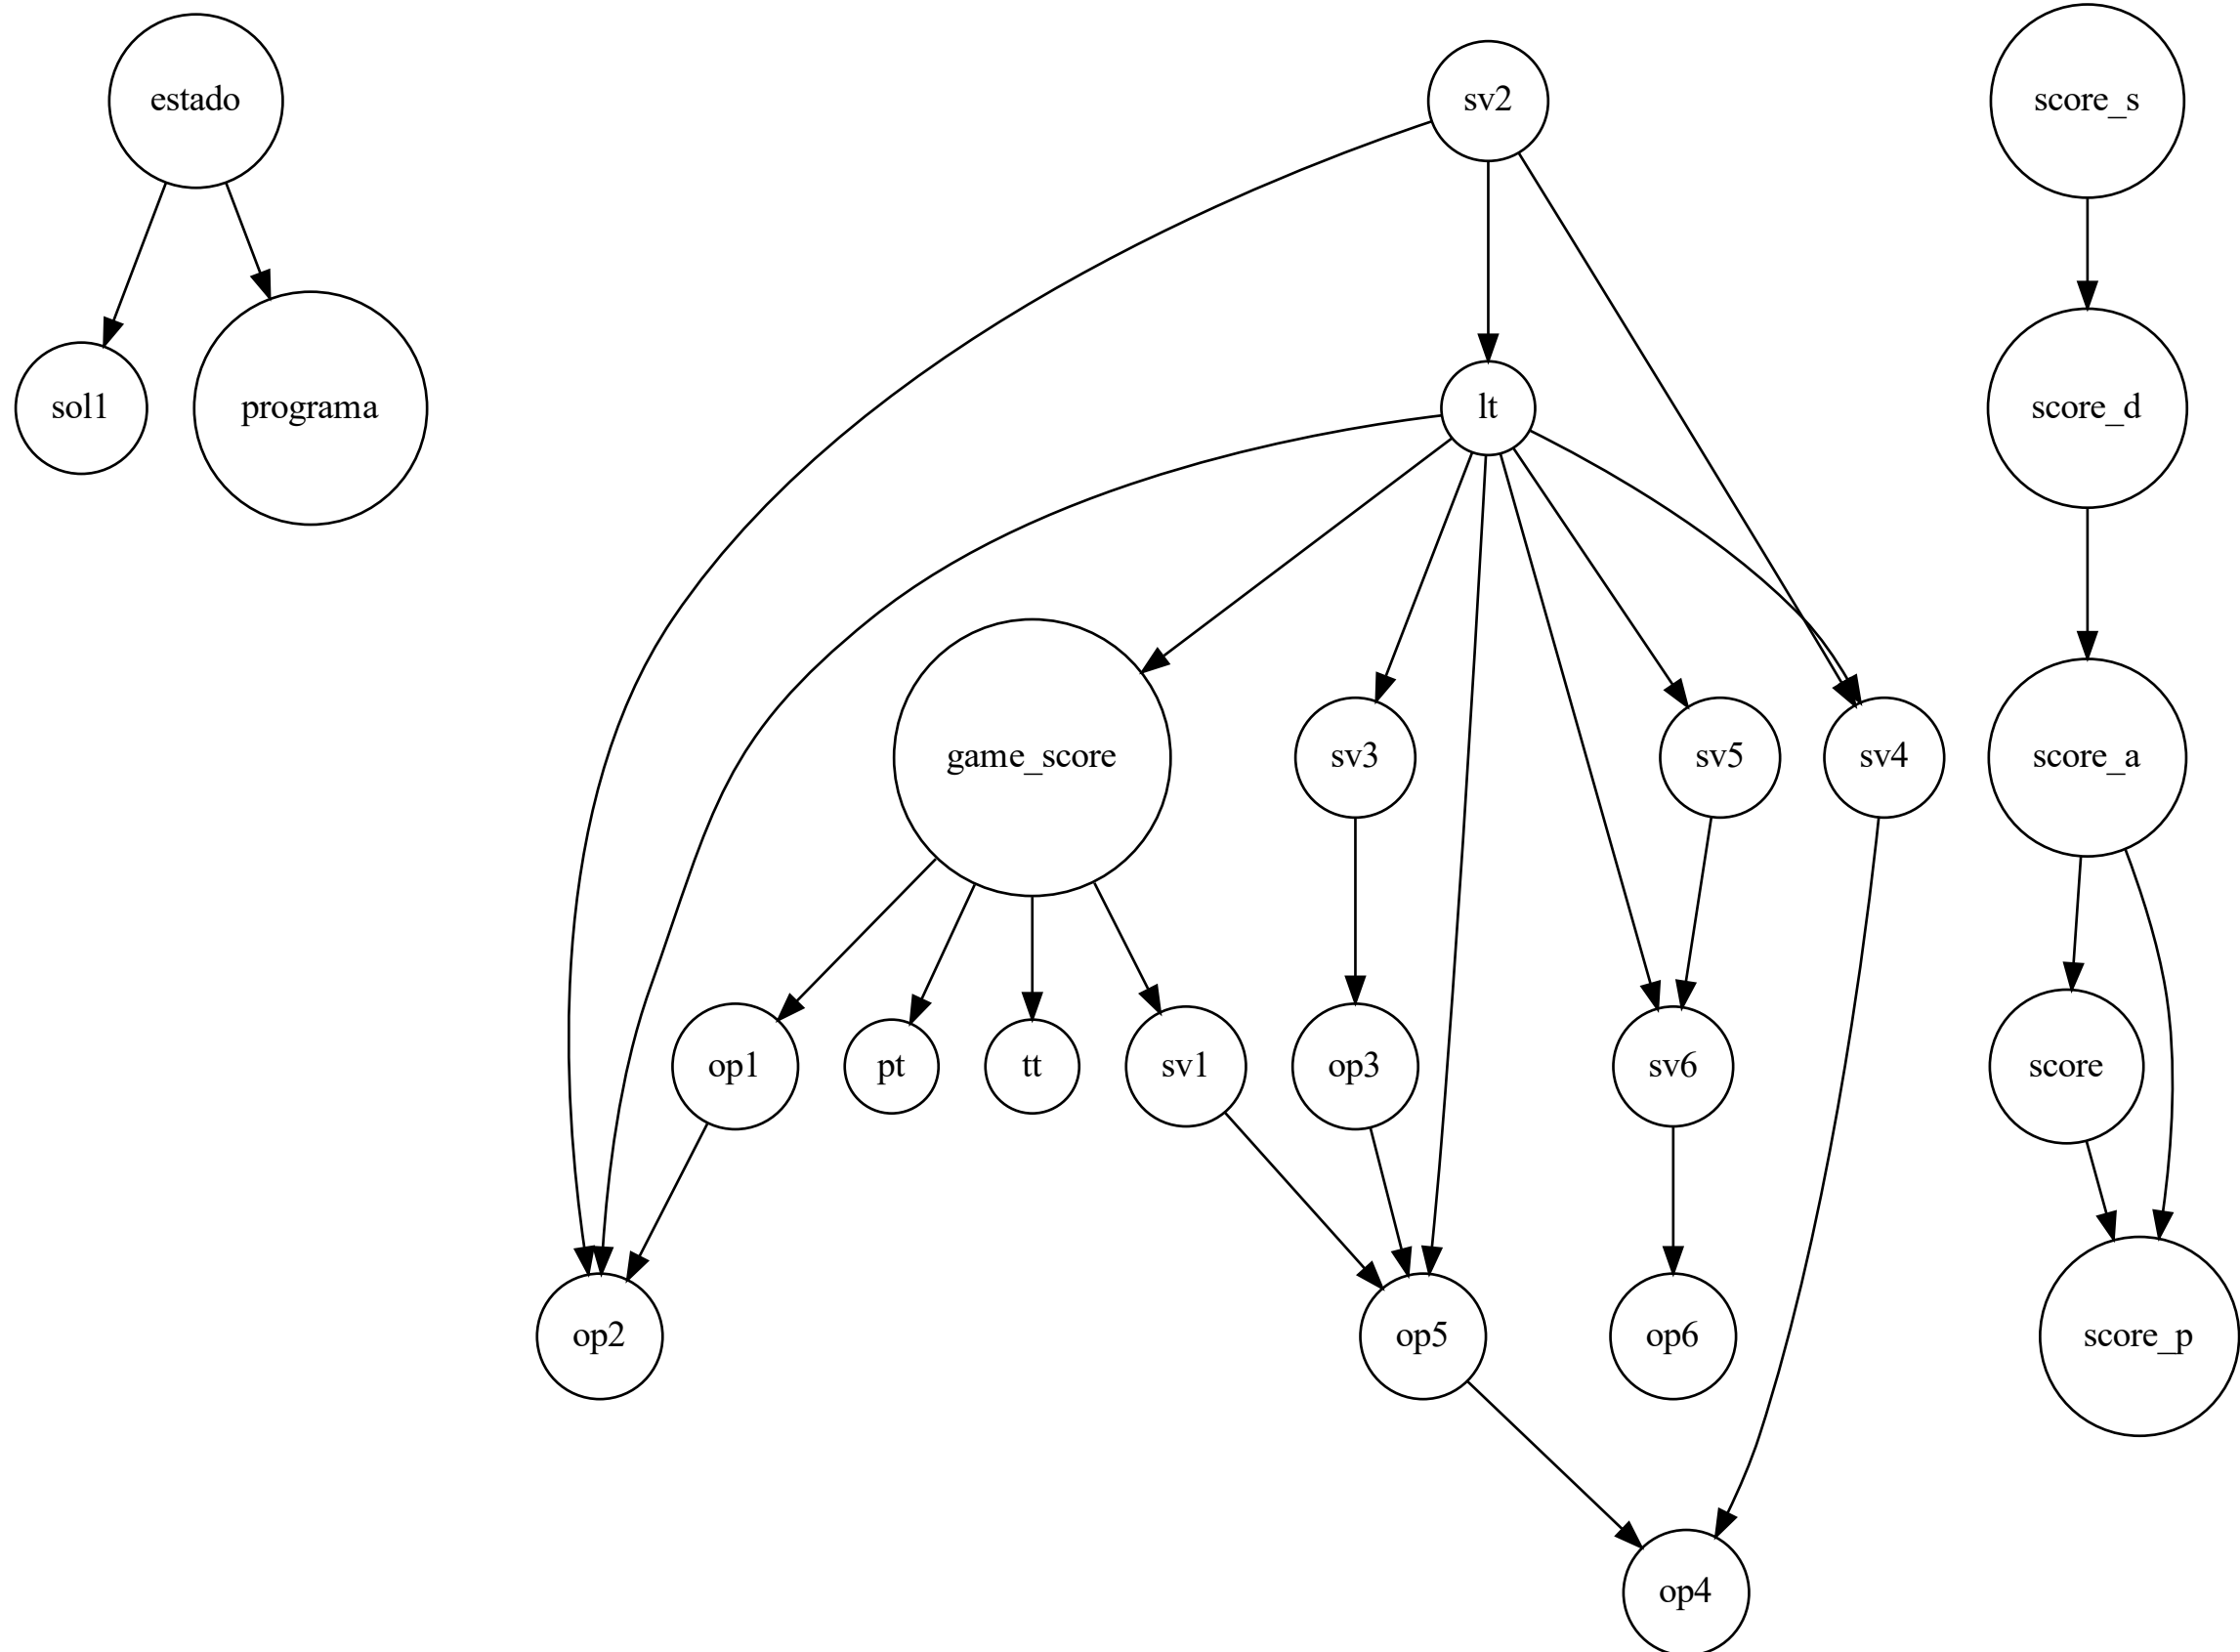 estado
sv2
score_s
sol1
programa
lt
score_d
game_score
sv3
sv5
sv4
score_a
op1
pt
tt
sv1
op3
sv6
score
op2
op5
op6
score_p
op4